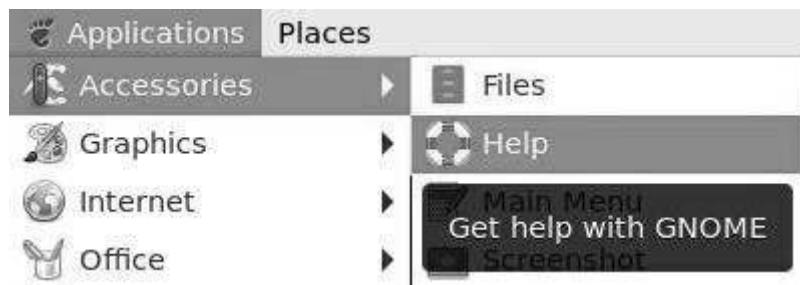 Applications Places
Accessories
Files
Graphics
Help
Internet
Main Menu
Get help with GNOME
Office
Screenshot